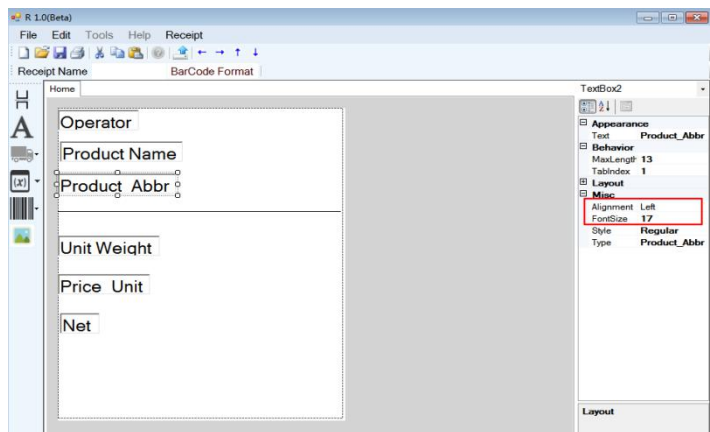 R 1.0(Beta)
File Edit Tools Help Receipt
Receipt Name BarCode Format
Home
A
(x)
Operator
Product Name
Product Abbr
Unit Weight
Price Unit
Net
TextBox2
Appearance
Text Product_Abbr
Behavior
MaxLength 13
TabIndex 1
Layout
Misc
Alignment Left
FontSize 17
Style Regular
Type Product_Abbr
Layout